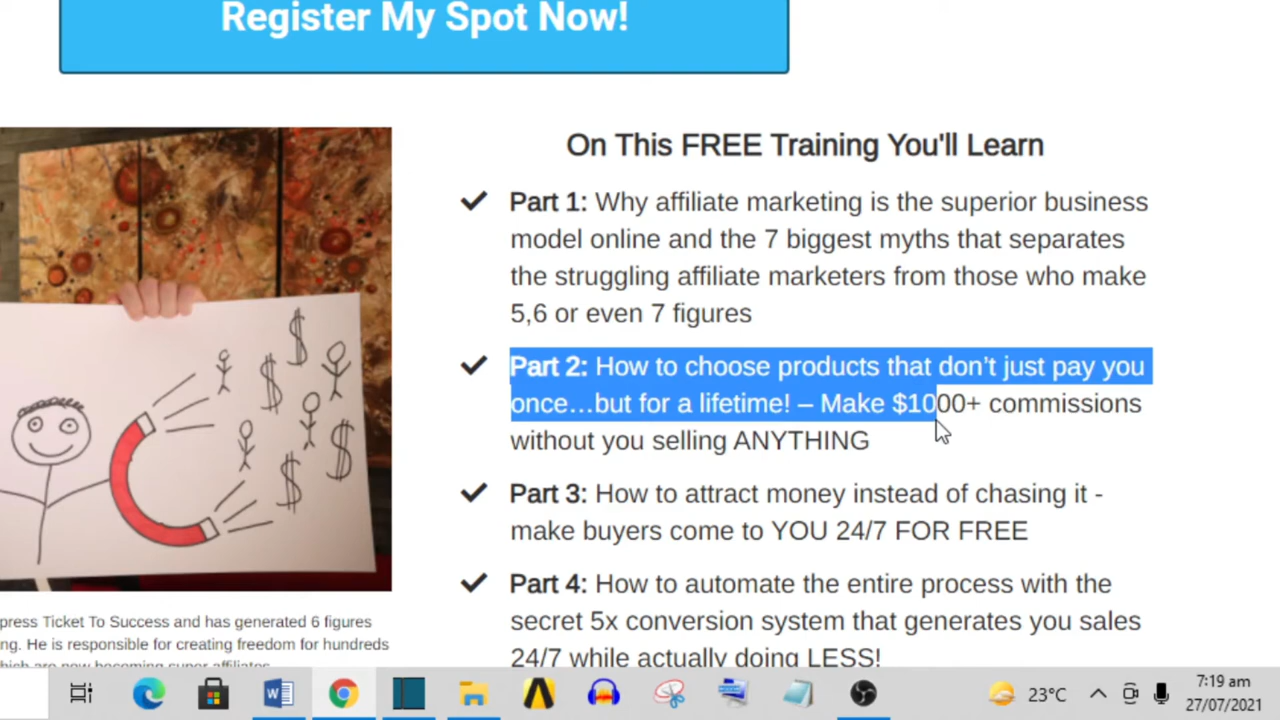 Register My Spot Now!
On This FREE Training You'll Learn
Part 1: Why affiliate marketing is the superior business
model online and the 7 biggest myths that separates
the struggling affiliate marketers from those who make
5,6 or even 7 figures
Part 2: How to choose products that don’t just pay you
once…but for a lifetime! – Make $1000+ commissions
without you selling ANYTHING
Part 3: How to attract money instead of chasing it -
make buyers come to YOU 24/7 FOR FREE
Part 4: How to automate the entire process with the
secret 5x conversion system that generates you sales
24/7 while actually doing LESS!
$ $ $ $
press Ticket To Success and has generated 6 figures
ng. He is responsible for creating freedom for hundreds
which are now becoming super affiliates
23°C
7:19 am
27/07/2021